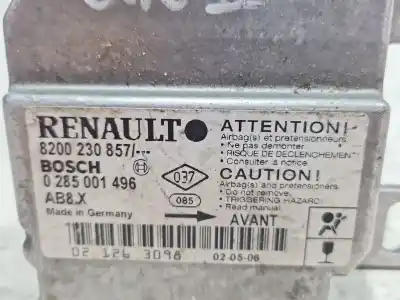 RENAULT
8200 230 857/---
BOSCH
0 285 001 496
AB8.X
Made in Germany
037
085
ATTENTION!
Airbag(s) et pretensionneurs
• Ne pas demonter
• RISQUE DE DECLENCHEMENT
• Consulter la notice
CAUTION!
Airbag(s) and pretensioners
• Do not demount
• TRIGGERING HAZARD
• Read manual
AVANT
02 126 3098
02-05-06